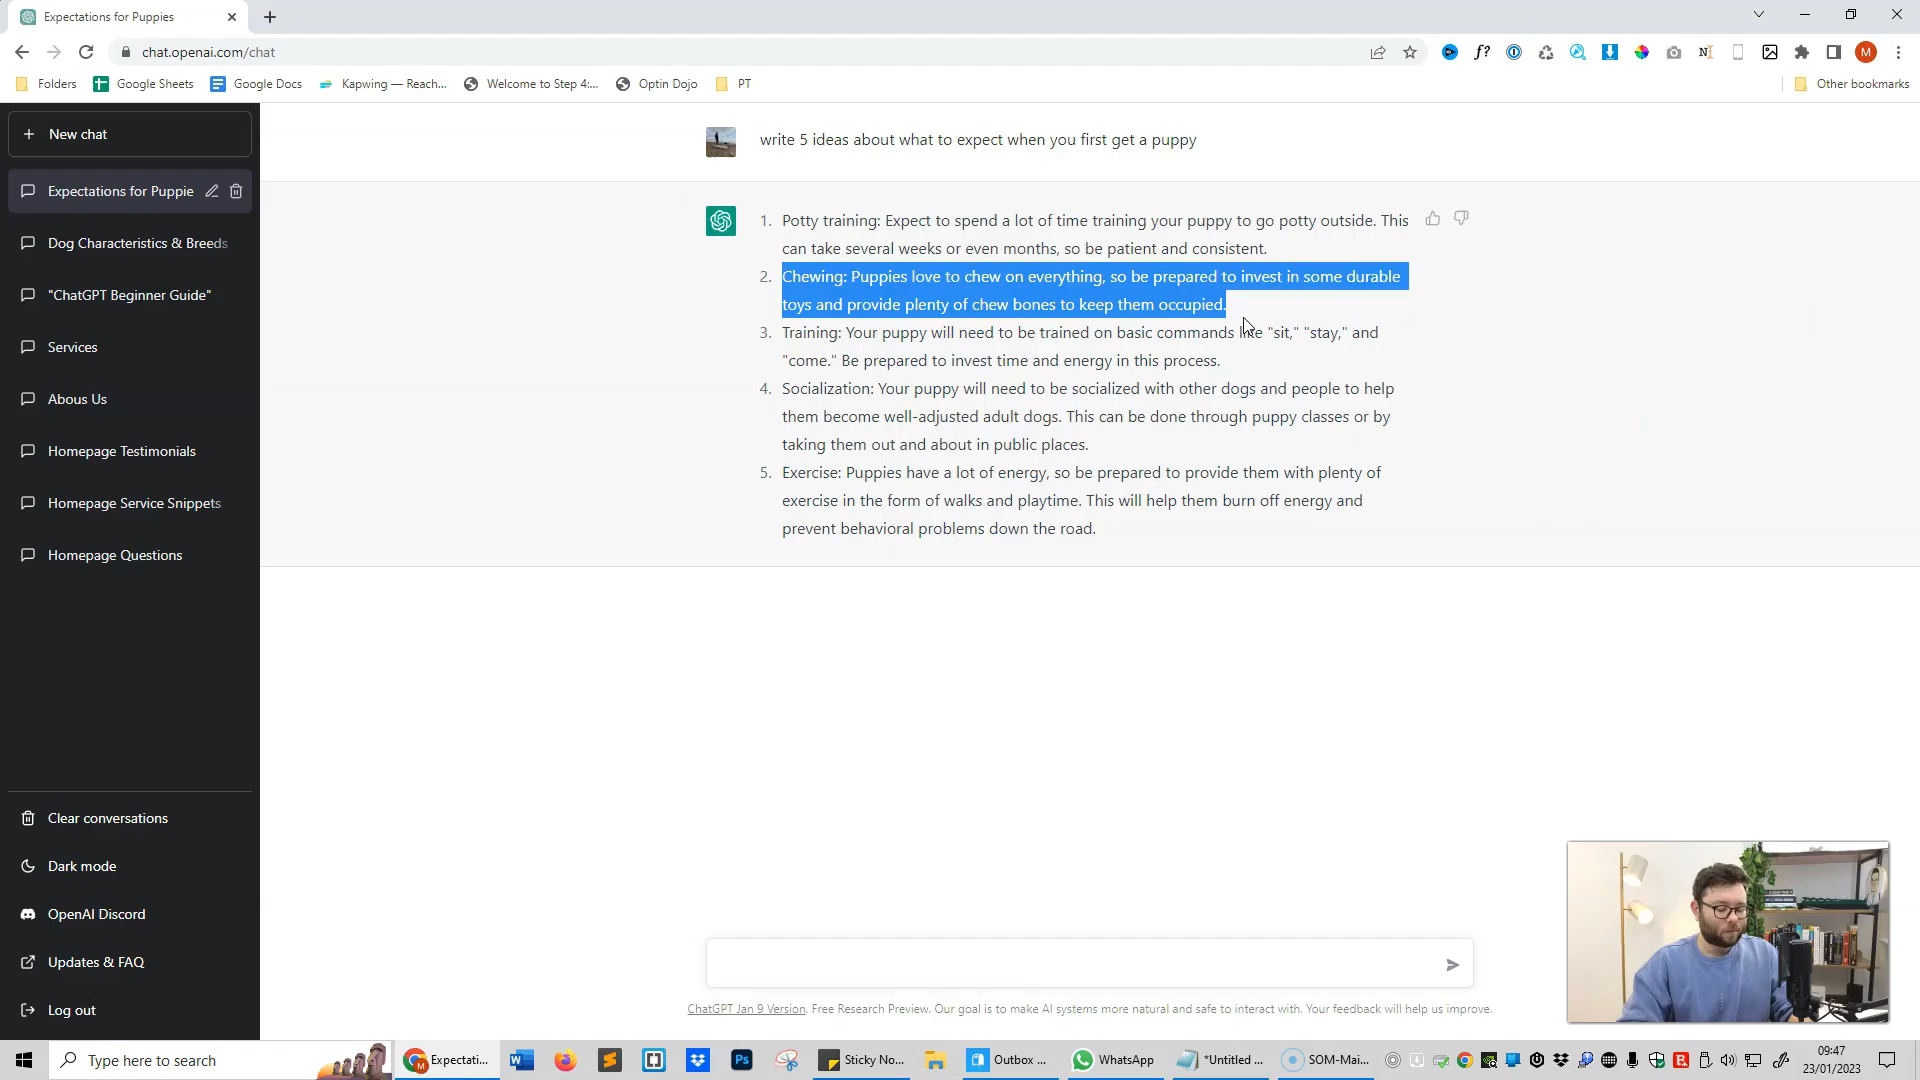 Expectations for Puppies
chat.openai.com/chat
Folders
Google Sheets
Google Docs
Kapwing — Reach...
Welcome to Step 4:...
Optin Dojo
PT
Other bookmarks
New chat
Expectations for Puppie
Dog Characteristics & Breeds
"ChatGPT Beginner Guide"
Services
Abous Us
Homepage Testimonials
Homepage Service Snippets
Homepage Questions
Clear conversations
Dark mode
OpenAI Discord
Updates & FAQ
Log out
write 5 ideas about what to expect when you first get a puppy
1. Potty training: Expect to spend a lot of time training your puppy to go potty outside. This
can take several weeks or even months, so be patient and consistent.
2. Chewing: Puppies love to chew on everything, so be prepared to invest in some durable
toys and provide plenty of chew bones to keep them occupied.
3. Training: Your puppy will need to be trained on basic commands like "sit," "stay," and
"come." Be prepared to invest time and energy in this process.
4. Socialization: Your puppy will need to be socialized with other dogs and people to help
them become well-adjusted adult dogs. This can be done through puppy classes or by
taking them out and about in public places.
5. Exercise: Puppies have a lot of energy, so be prepared to provide them with plenty of
exercise in the form of walks and playtime. This will help them burn off energy and
prevent behavioral problems down the road.
ChatGPT Jan 9 Version. Free Research Preview. Our goal is to make AI systems more natural and safe to interact with. Your feedback will help us improve.
Type here to search
Expectati...
Ps
Sticky No...
Outbox ...
WhatsApp
*Untitled ...
SOM-Mai...
09:47
23/01/2023